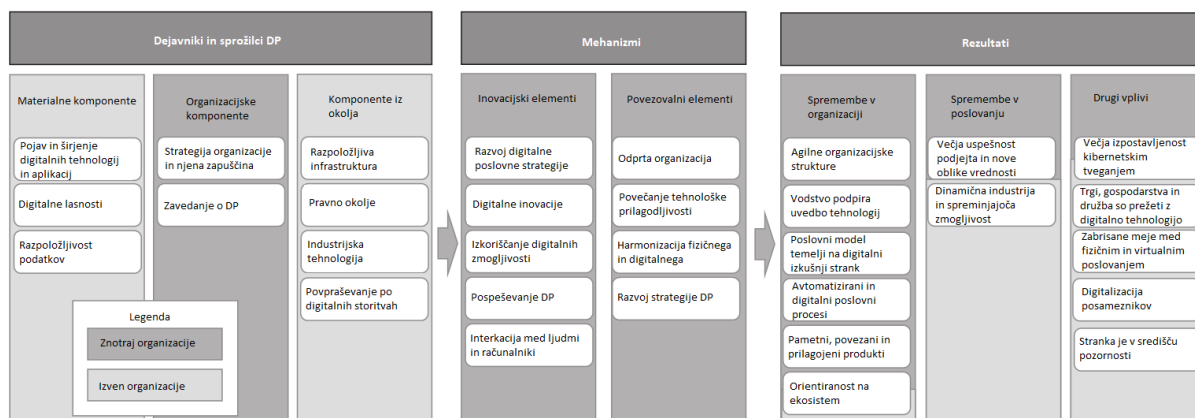 Dejavniki in sprožilci DP
Materialne komponente
Pojav in širjenje
digitalnih tehnologij
in aplikacij
Digitalne lasnosti
Razpoložljivost
podatkov
Organizacijske
komponente
Strategija organizacije
in njena zapuščina
Zavedanje o DP
Komponente iz
okolja
Razpoložljiva
infrastruktura
Pravno okolje
Industrijska
tehnologija
Povpraševanje po
digitalnih storitvah
Legenda
Znotraj organizacije
Izven organizacije
Mehanizmi
Inovacijski elementi
Razvoj digitalne
poslovne strategije
Digitalne inovacije
Izkoriščanje digitalnih
zmogljivosti
Pospeševanje DP
Interkacija med ljudmi
in računalniki
Povezovalni elementi
Odprta organizacija
Povečanje tehnološke
prilagodljivosti
Harmonizacija fizičnega
in digitalnega
Razvoj strategije DP
Rezultati
Spremembe v
organizaciji
Agilne organizacijske
strukture
Vodstvo podpira
uvedbo tehnologij
Poslovni model
temelji na digitalni
izkušnji strank
Avtomatizirani in
digitalni poslovni
procesi
Pametni, povezani in
prilagojeni produkti
Orientiranost na
ekosistem
Spremembe v
poslovanju
Večja uspešnost
podjejta in nove
oblike vrednosti
Dinamična industrija
in spreminjajoča
zmogljivost
Drugi vplivi
Večja izpostavljenost
kibernetskim
tveganjem
Trgi, gospodarstva in
družba so prežeti z
digitalno tehnologijo
Zabrisane meje med
fizičnim in virtualnim
poslovanjem
Digitalizacija
posameznikov
Stranka je v središču
pozornosti